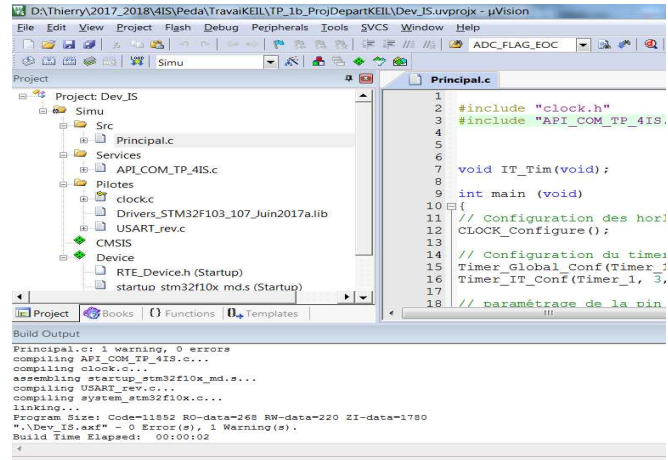 D:\Thierry\2017_2018\4IS\Peda\TravaiKEIL\TP_1b_ProjDepartKEIL\Dev_IS.uvprojx - µVision
File Edit View Project Flash Debug Peripherals Tools SVCS Window Help
ADC_FLAG_EOC
Simu
Project
Project: Dev_IS
Simu
Src
Principal.c
Services
API_COM_TP_4IS.c
Pilotes
clock.c
Drivers_STM32F103_107_Juin2017a.lib
USART_rev.c
CMSIS
Device
RTE_Device.h (Startup)
startup_stm32f10x_md.s (Startup)
Project Books {} Functions Templates
Principal.c
1
2 #include "clock.h"
3 #include "API_COM_TP_4IS.
4
5
6
7 void IT_Tim(void);
8
9 int main (void)
10 {
11 // Configuration des horl
12 CLOCK_Configure();
13
14 // Configuration du timer
15 Timer_Global_Conf(Timer_1
16 Timer_IT_Conf(Timer_1, 3,
17
18 // paramétrage de la pin
Build Output
Principal.c: 1 warning, 0 errors
compiling API_COM_TP_4IS.c...
compiling clock.c...
assembling startup_stm32f10x_md.s...
compiling USART_rev.c...
compiling system_stm32f10x.c...
linking...
Program Size: Code=11852 RO-data=268 RW-data=220 ZI-data=1780
".\Dev_IS.axf" - 0 Error(s), 1 Warning(s).
Build Time Elapsed: 00:00:02